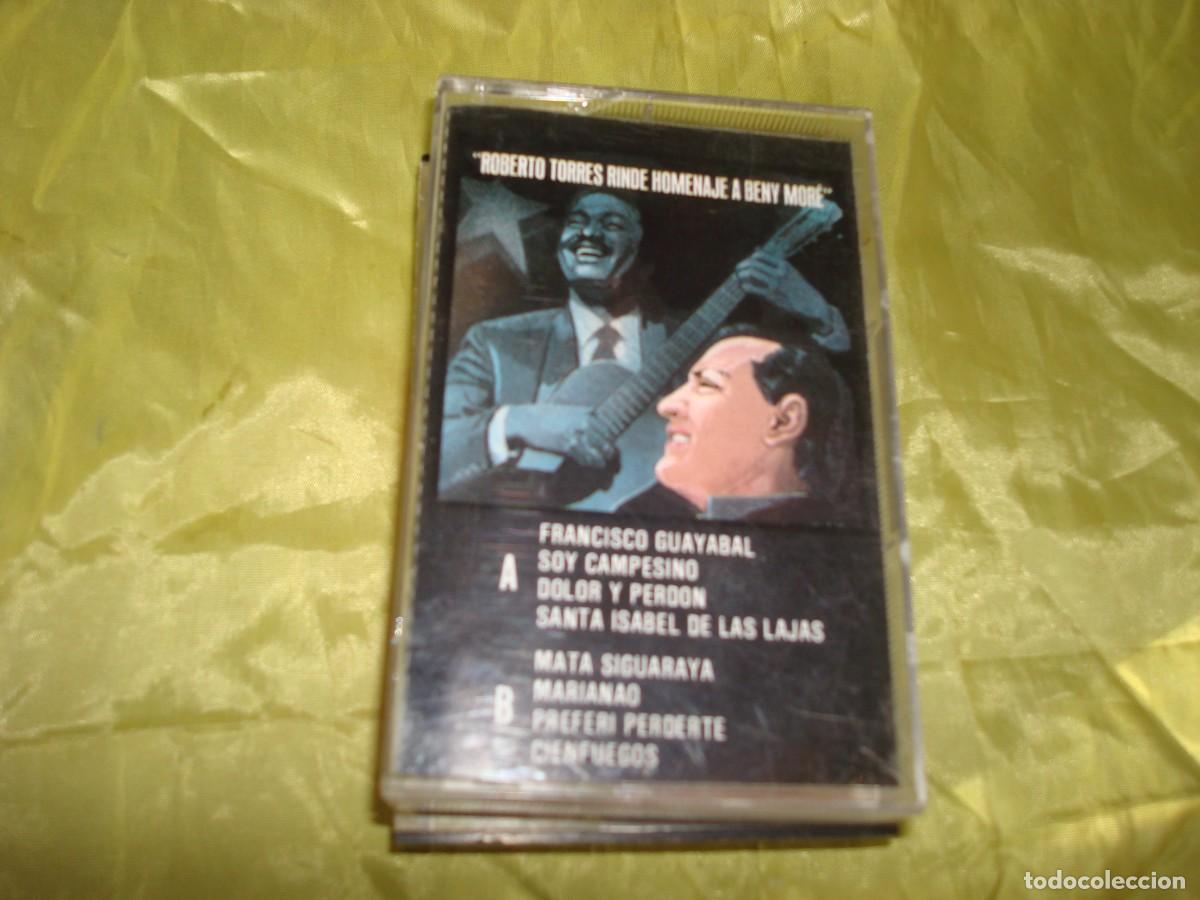 "ROBERTO TORRES RINDE HOMENAJE A BENY MORÉ"
A
FRANCISCO GUAYABAL
SOY CAMPESINO
DOLOR Y PERDON
SANTA ISABEL DE LAS LAJAS
B
MATA SIGUARAYA
MARIANAO
PREFERI PERDERTE
CIENFUEGOS
todocoleccion